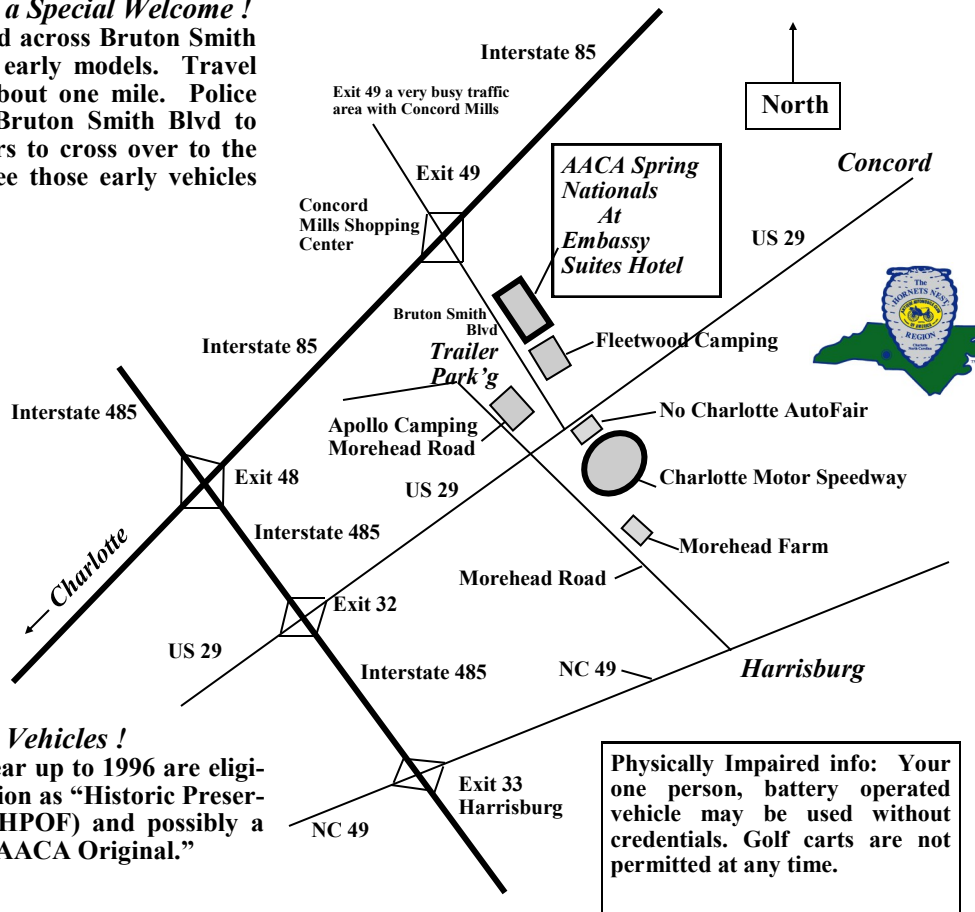 a Special Welcome !
d across Bruton Smith
early models. Travel
bout one mile. Police
Bruton Smith Blvd to
rs to cross over to the
ee those early vehicles
Interstate 85
North
Exit 49 a very busy traffic
area with Concord Mills
Exit 49
Concord
Mills Shopping
Center
AACA Spring
Nationals
At
Embassy
Suites Hotel
Concord
US 29
The
HORNETS NEST
REGION
Bruton Smith
Blvd
Interstate 85
Fleetwood Camping
Trailer
Park'g
Interstate 485
Apollo Camping
Morehead Road
No Charlotte AutoFair
Exit 48
US 29
Charlotte Motor Speedway
Interstate 485
Charlotte
Morehead Farm
Morehead Road
Exit 32
US 29
Interstate 485
NC 49
Harrisburg
Vehicles !
ear up to 1996 are eligi-
ion as “Historic Preser-
HPOF) and possibly a
AACA Original.”
Exit 33
Harrisburg
NC 49
Physically Impaired info: Your
one person, battery operated
vehicle may be used without
credentials. Golf carts are not
permitted at any time.